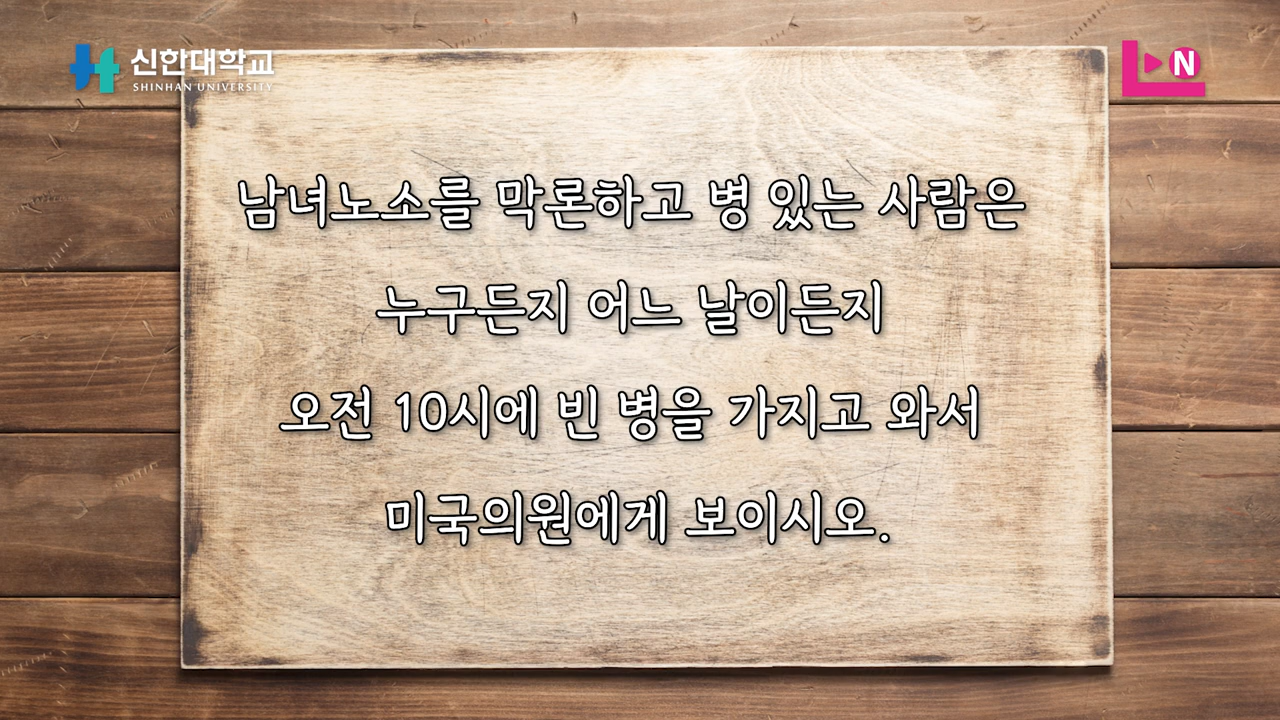 신한대학교
SHINHAN UNIVERSITY
N
남녀노소를 막론하고 병 있는 사람은
누구든지 어느 날이든지
오전 10시에 빈 병을 가지고 와서
미국의원에게 보이시오.